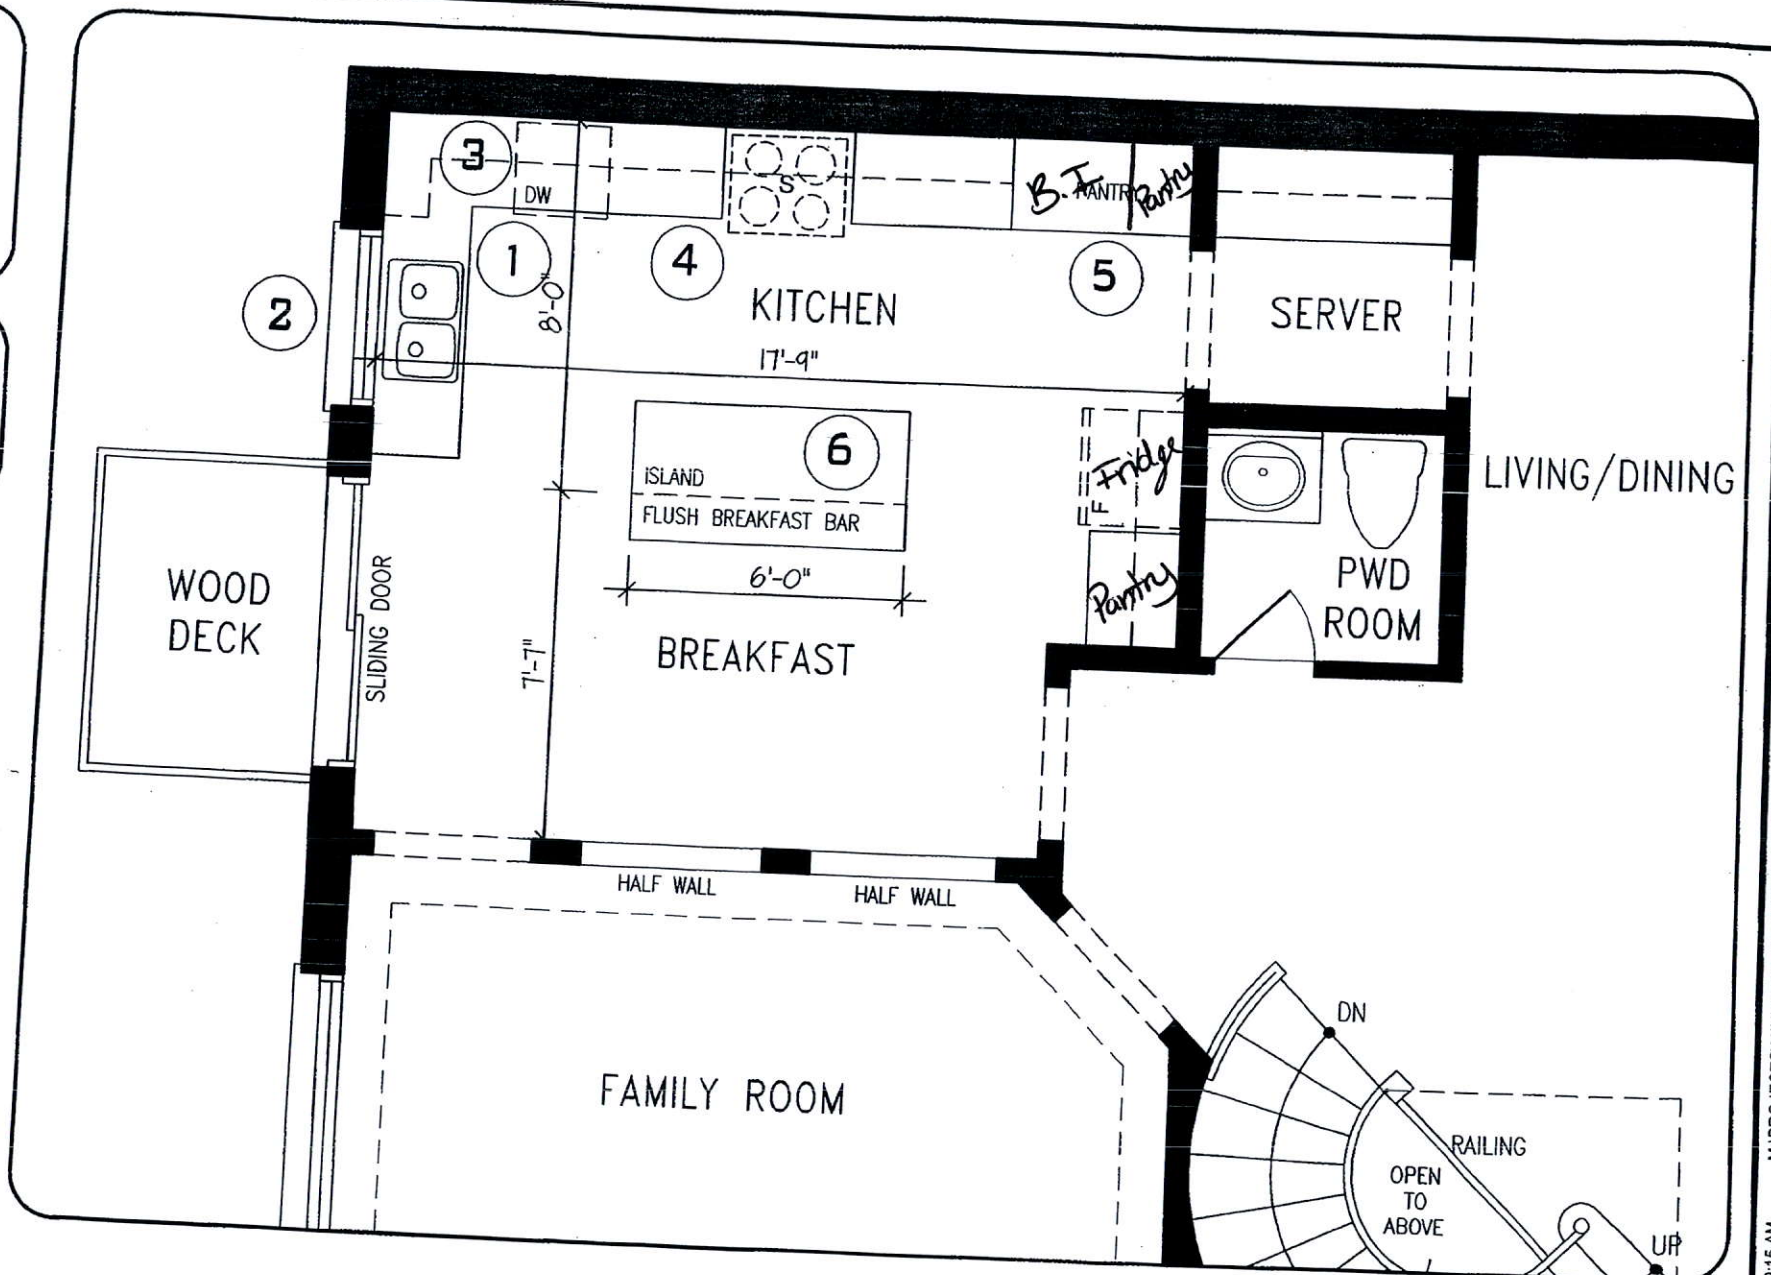 3
DW
S
B.I
PANTRY
Pantry
1
2
4
5
8'-0"
KITCHEN
SERVER
17'-9"
6
ISLAND
FLUSH BREAKFAST BAR
Fridge
F
LIVING/DINING
6'-0"
WOOD
DECK
SLIDING DOOR
7'-7"
BREAKFAST
Pantry
PWD
ROOM
HALF WALL
HALF WALL
FAMILY ROOM
DN
RAILING
OPEN
TO
ABOVE
UP